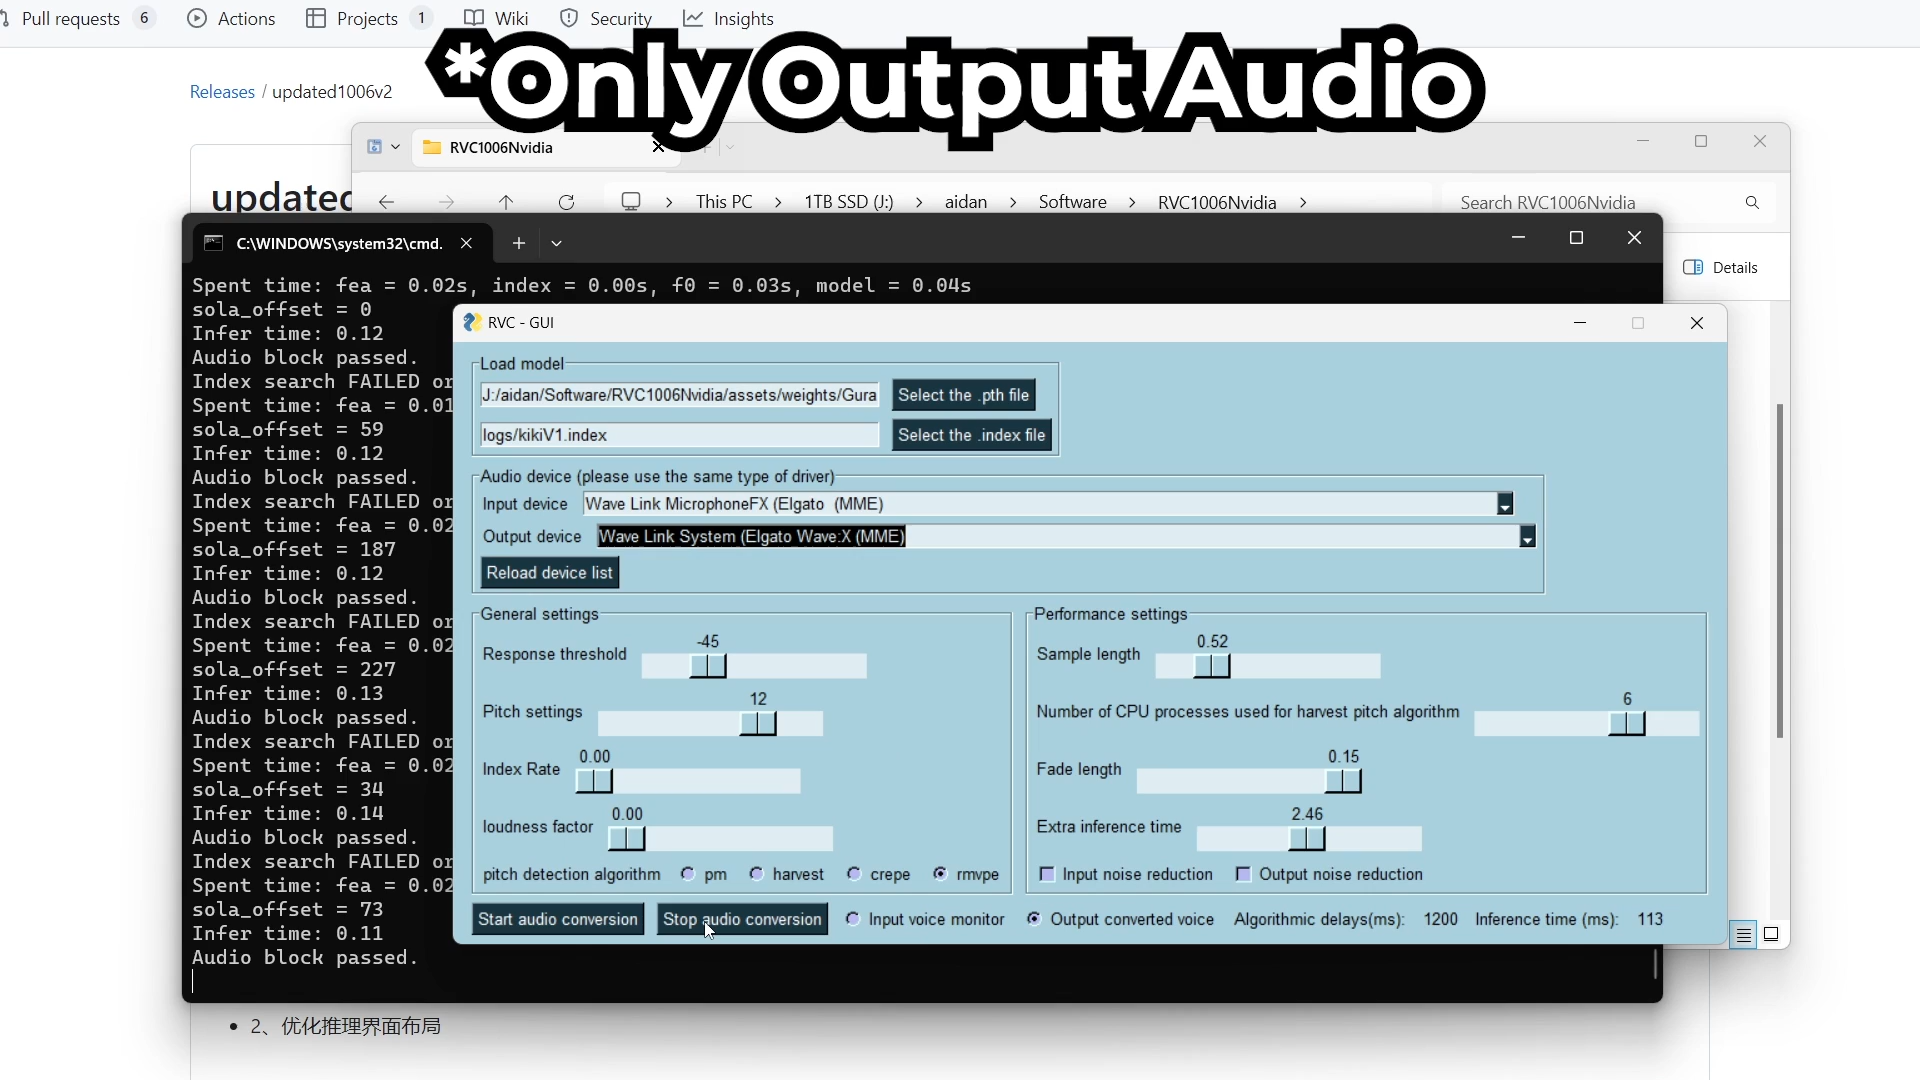 Pull requests 6 Actions Projects 1 Wiki Security Insights
*Only Output Audio
Releases / updated1006v2
RVC1006Nvidia
This PC > 1TB SSD (J:) > aidan > Software > RVC1006Nvidia >
Search RVC1006Nvidia
C:\WINDOWS\system32\cmd.
Details
Spent time: fea = 0.02s, index = 0.00s, f0 = 0.03s, model = 0.04s
sola_offset = 0
Infer time: 0.12
Audio block passed.
Index search FAILED or
Spent time: fea = 0.01
sola_offset = 59
Infer time: 0.12
Audio block passed.
Index search FAILED or
Spent time: fea = 0.02
sola_offset = 187
Infer time: 0.12
Audio block passed.
Index search FAILED or
Spent time: fea = 0.02
sola_offset = 227
Infer time: 0.13
Audio block passed.
Index search FAILED or
Spent time: fea = 0.02
sola_offset = 34
Infer time: 0.14
Audio block passed.
Index search FAILED or
Spent time: fea = 0.02
sola_offset = 73
Infer time: 0.11
Audio block passed.
RVC - GUI
Load model
J:/aidan/Software/RVC1006Nvidia/assets/weights/Gura
Select the .pth file
logs/kikiV1.index
Select the .index file
Audio device (please use the same type of driver)
Input device Wave Link MicrophoneFX (Elgato (MME)
Output device Wave Link System (Elgato Wave:X (MME)
Reload device list
General settings
Response threshold -45
Pitch settings 12
Index Rate 0.00
loudness factor 0.00
pitch detection algorithm pm harvest crepe rmvpe
Performance settings
Sample length 0.52
Number of CPU processes used for harvest pitch algorithm 6
Fade length 0.15
Extra inference time 2.46
Input noise reduction Output noise reduction
Start audio conversion Stop audio conversion Input voice monitor Output converted voice Algorithmic delays(ms): 1200 Inference time (ms): 113
2、优化推理界面布局